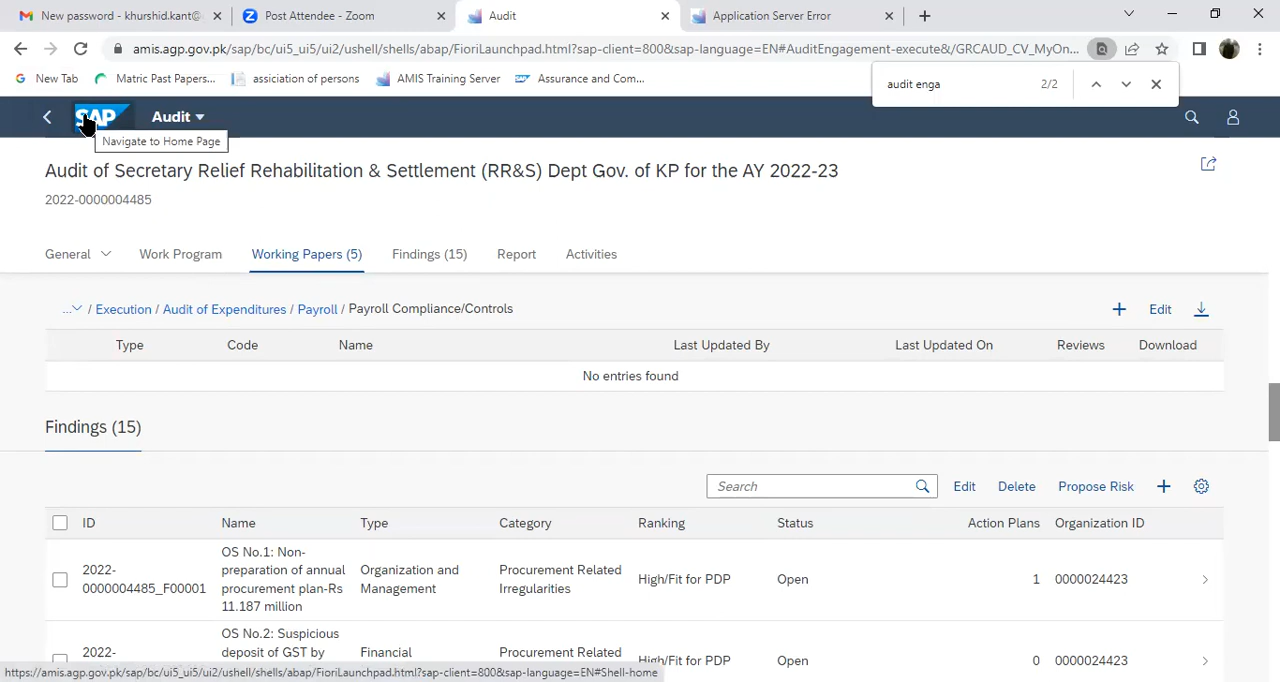 New password - khurshid.kant@
Post Attendee - Zoom
Audit
Application Server Error
amis.agp.gov.pk/sap/bc/ui5_ui5/ui2/ushell/shells/abap/FioriLaunchpad.html?sap-client=800&sap-language=EN#AuditEngagement-execute&/GRCAUD_CV_MyOn...
New Tab
Matric Past Papers...
assiciation of persons
AMIS Training Server
Assurance and Com...
audit enga 2/2
SAP Audit
Navigate to Home Page
Audit of Secretary Relief Rehabilitation & Settlement (RR&S) Dept Gov. of KP for the AY 2022-23
2022-0000004485
General Work Program Working Papers (5) Findings (15) Report Activities
... / Execution / Audit of Expenditures / Payroll / Payroll Compliance/Controls
+ Edit
Type Code Name Last Updated By Last Updated On Reviews Download
No entries found
Findings (15)
Search Edit Delete Propose Risk +
ID Name Type Category Ranking Status Action Plans Organization ID
2022-
0000004485_F00001
OS No.1: Non-
preparation of annual
procurement plan-Rs
11.187 million
Organization and
Management
Procurement Related
Irregularities
High/Fit for PDP
Open
1
0000024423
2022-
OS No.2: Suspicious
deposit of GST by
Financial
Procurement Related
High/Fit for PDP
Open
0
0000024423
https://amis.agp.gov.pk/sap/bc/ui5_ui5/ui2/ushell/shells/abap/FioriLaunchpad.html?sap-client=800&sap-language=EN#Shell-home